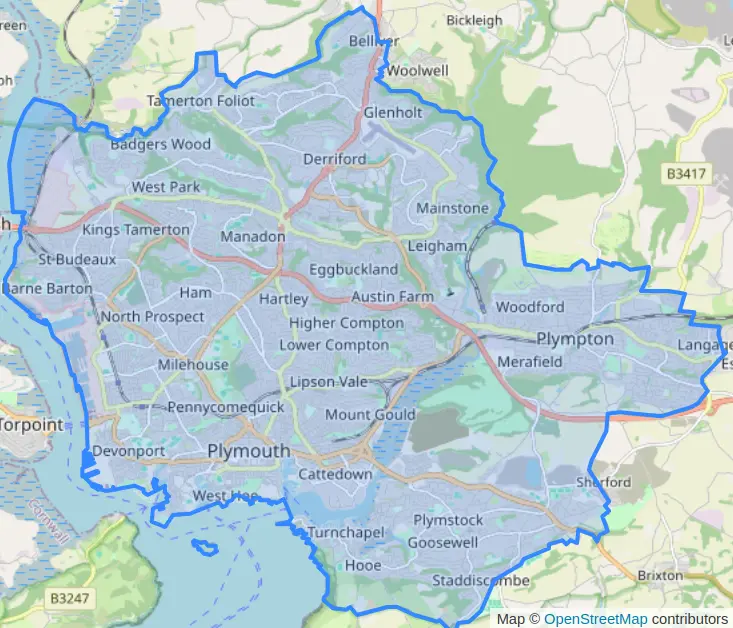 Bickleigh
Belliver
Woolwell
Tamerton Foliot
Glenholt
Badgers Wood
Derriford
B3417
West Park
Mainstone
Kings Tamerton
Manadon
Leigham
St Budeaux
Eggbuckland
Barne Barton
Ham
Hartley
Austin Farm
Woodford
North Prospect
Higher Compton
Plympton
Lower Compton
Langage
Milehouse
Merafield
Lipson Vale
Pennycomequick
Mount Gould
Torpoint
Devonport
Plymouth
Cattedown
Sherford
West Hoe
Cornwall
Plymstock
Turnchapel
Goosewell
Hooe
Staddiscombe
Brixton
B3247
Map © OpenStreetMap contributors